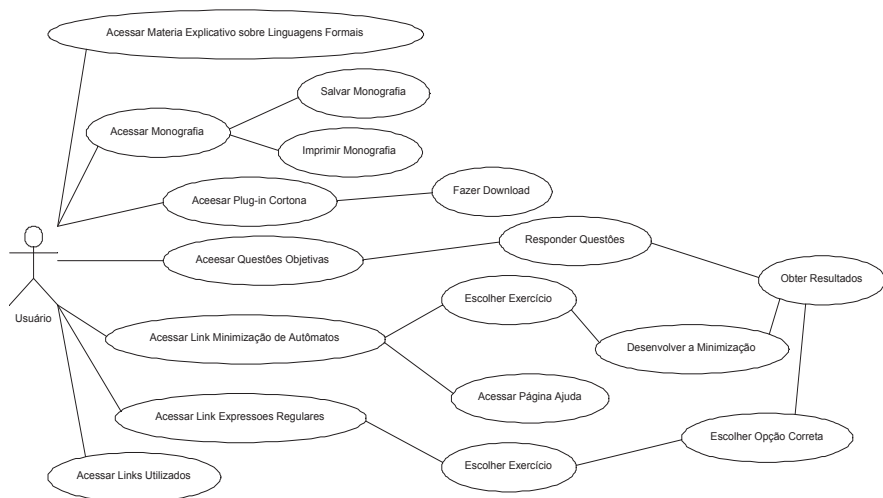 Acessar Materia Explicativo sobre Linguagens Formais
Salvar Monografia
Acessar Monografia
Imprimir Monografia
Aceesar Plug-in Cortona
Fazer Download
Responder Questões
Aceesar Questões Objetivas
Obter Resultados
Usuário
Escolher Exercício
Acessar Link Minimização de Autômatos
Desenvolver a Minimização
Acessar Página Ajuda
Acessar Link Expressoes Regulares
Escolher Opção Correta
Escolher Exercício
Acessar Links Utilizados